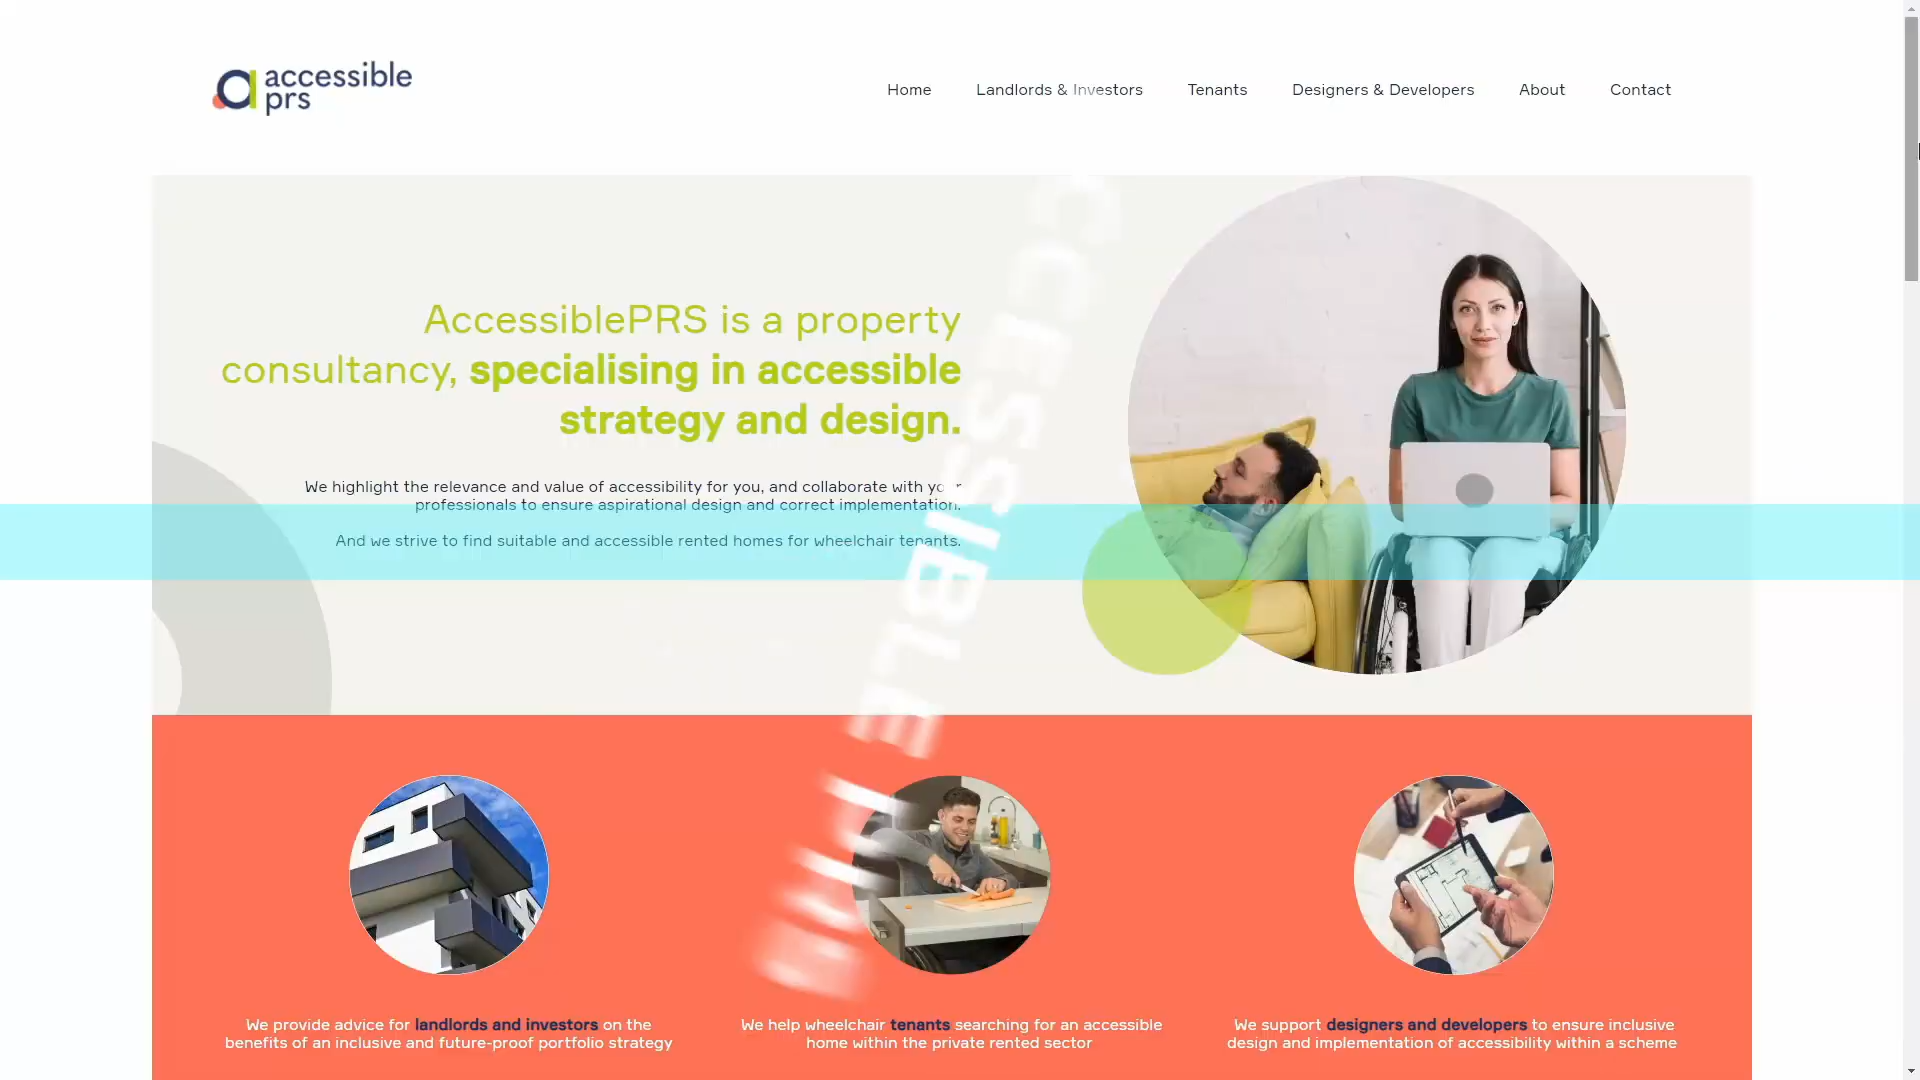 accessible
prs
Home
Landlords & Investors
Tenants
Designers & Developers
About
Contact
AccessiblePRS is a property
consultancy, specialising in accessible
strategy and design.
We highlight the relevance and value of accessibility for you, and collaborate with your
professionals to ensure aspirational design and correct implementation.
And we strive to find suitable and accessible rented homes for wheelchair tenants.
We provide advice for landlords and investors on the
benefits of an inclusive and future-proof portfolio strategy
We help wheelchair tenants searching for an accessible
home within the private rented sector
We support designers and developers to ensure inclusive
design and implementation of accessibility within a scheme